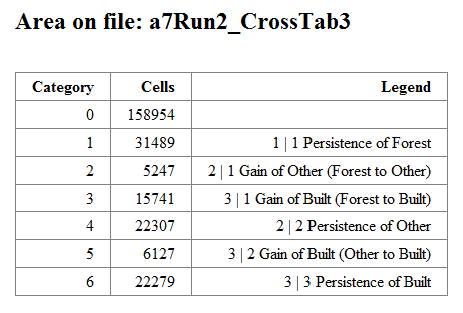 Area on file: a7Run2_CrossTab3
Category Cells Legend
0 158954
1 31489 1 | 1 Persistence of Forest
2 5247 2 | 1 Gain of Other (Forest to Other)
3 15741 3 | 1 Gain of Built (Forest to Built)
4 22307 2 | 2 Persistence of Other
5 6127 3 | 2 Gain of Built (Other to Built)
6 22279 3 | 3 Persistence of Built